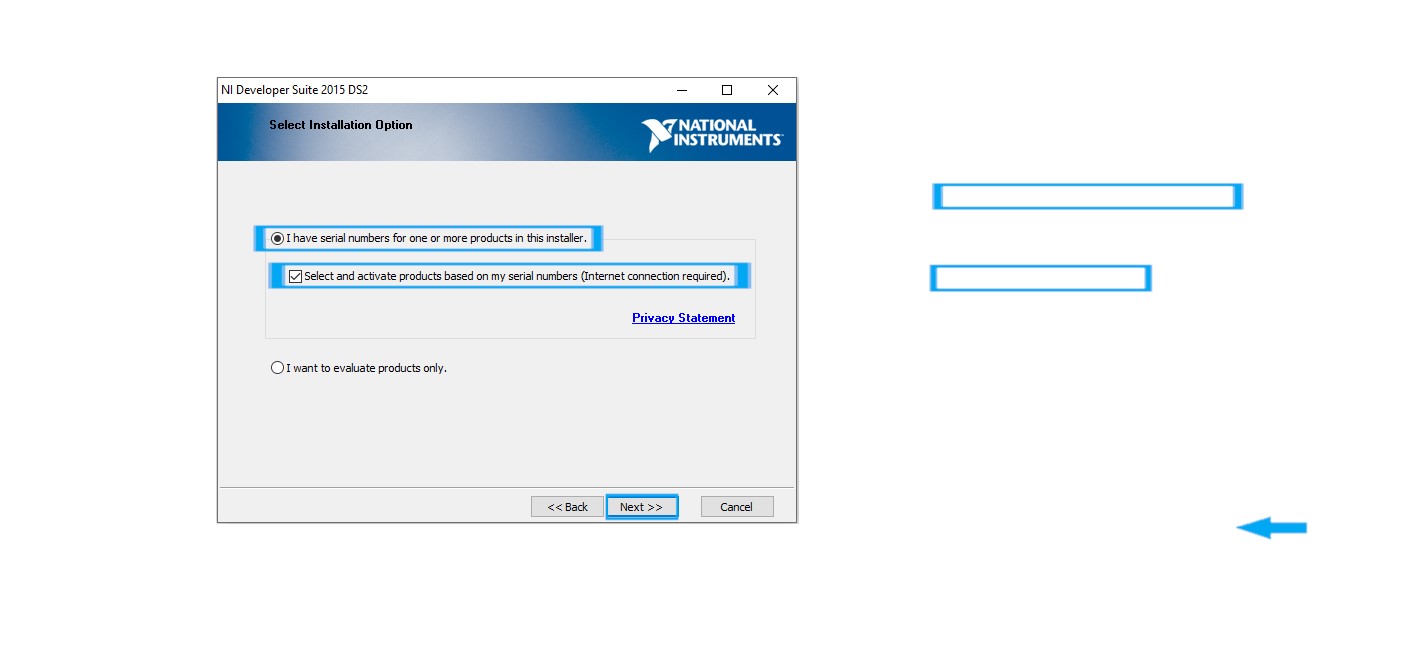 NI Developer Suite 2015 DS2
Select Installation Option
NATIONAL
INSTRUMENTS
I have serial numbers for one or more products in this installer.
Select and activate products based on my serial numbers (Internet connection required).
Privacy Statement
I want to evaluate products only.
<< Back Next >> Cancel